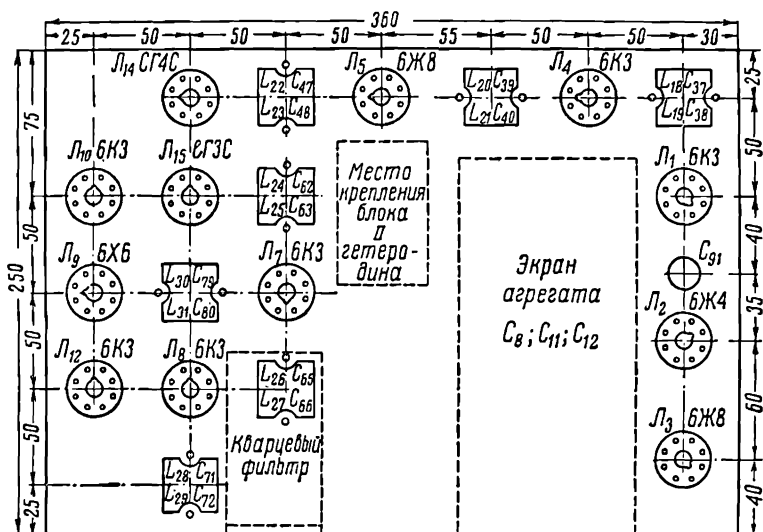 360
25 50 50 50 55 50 50 30
Л14 СГ4С
L22 C47
L23 C48
Л5 6Ж8
L20 C39
L21 C40
Л4 6К3
L18 C37
L19 C38
25
75
50
Л10 6К3
Л15 СГ3С
L24 C62
L25 C63
Место
крепления
блока
II
гетеро-
дина
Л1 6К3
40
50
250
Л9 6Х6
L30 C79
L31 C80
Л7 6К3
Экран
агрегата
C8; C11; C12
C91
35
Л2 6Ж4
50
Л12 6К3
Л8 6К3
L26 C65
L27 C66
60
50
Кварцевый
фильтр
Л3 6Ж8
L28 C71
L29 C72
25
40